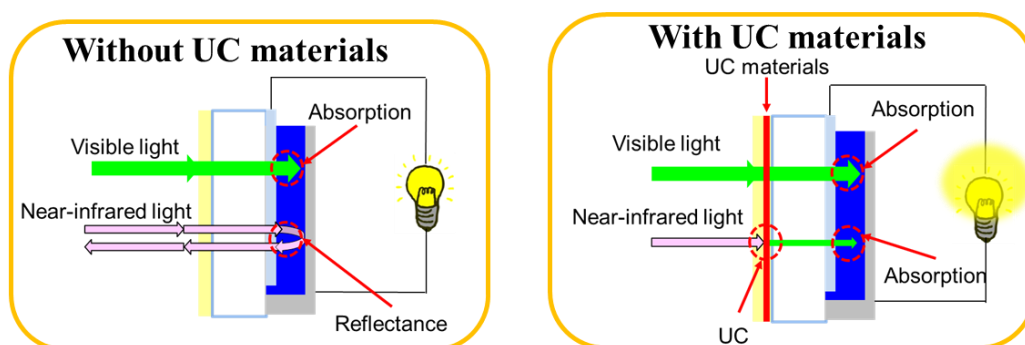 Without UC materials
Absorption
Visible light
Near-infrared light
Reflectance
With UC materials
UC materials
Absorption
Visible light
Near-infrared light
Absorption
UC